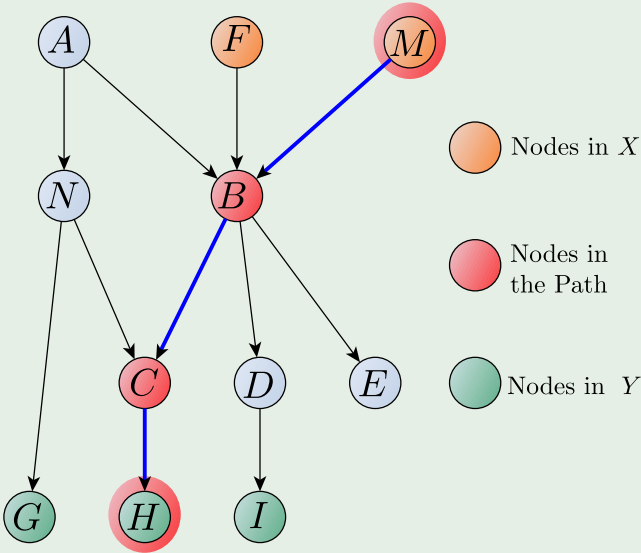 A
F
M
Nodes in X
N
B
Nodes in
the Path
C
D
E
Nodes in Y
G
H
I